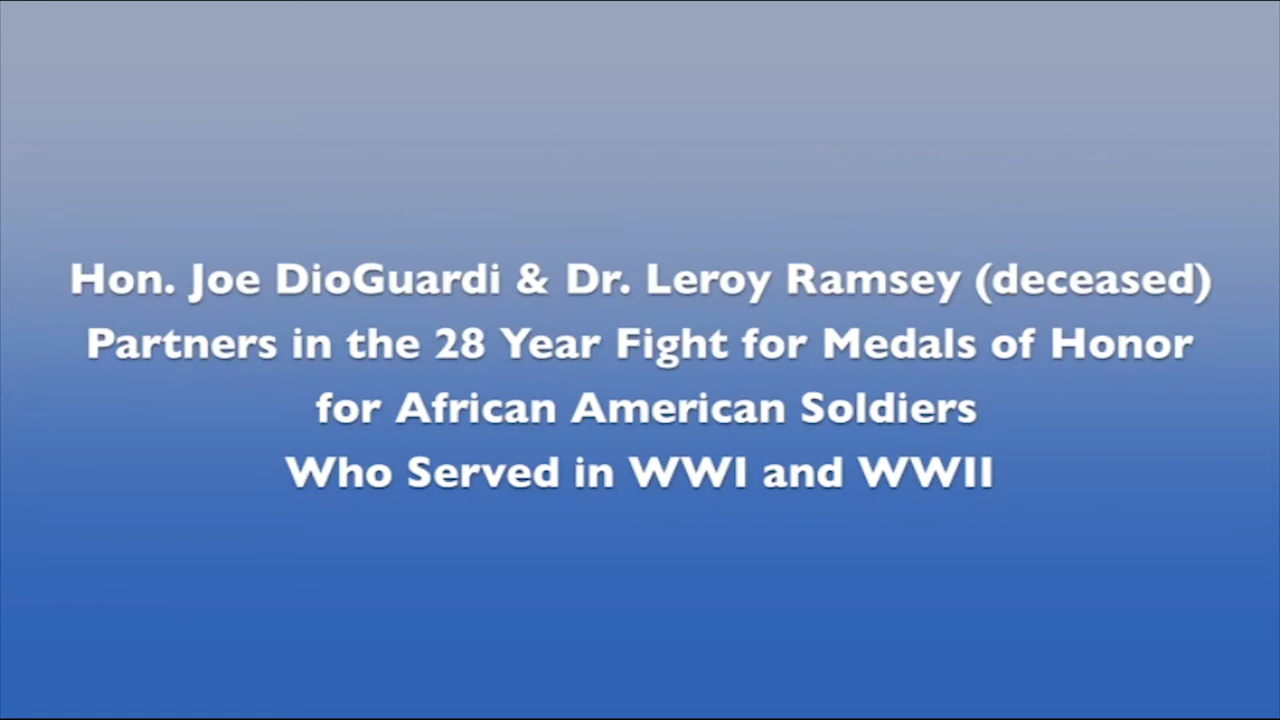 Hon. Joe DioGuardi & Dr. Leroy Ramsey (deceased)
Partners in the 28 Year Fight for Medals of Honor
for African American Soldiers
Who Served in WWI and WWII